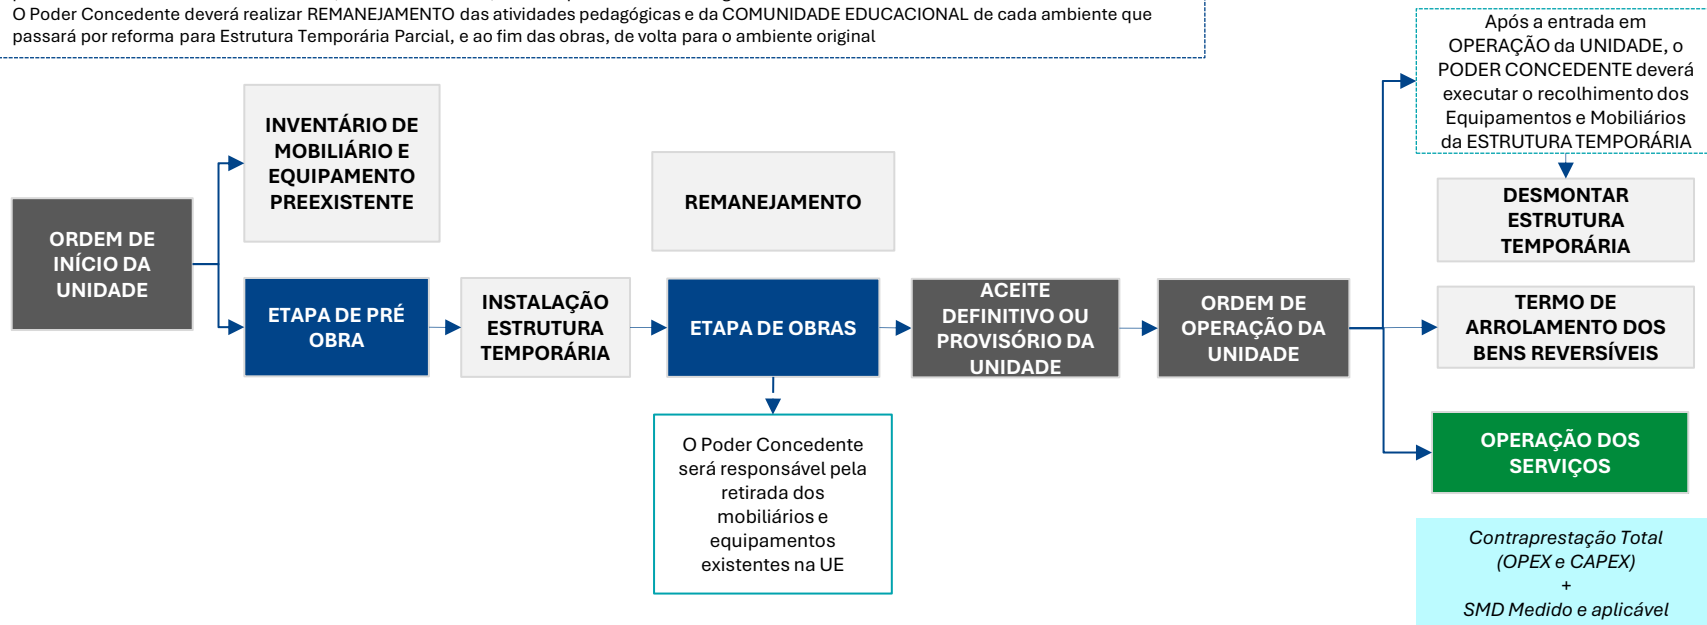 O Poder Concedente deverá realizar REMANEJAMENTO das atividades pedagógicas e da COMUNIDADE EDUCACIONAL de cada ambiente que
passará por reforma para Estrutura Temporária Parcial, e ao fim das obras, de volta para o ambiente original
ORDEM DE
INÍCIO DA
UNIDADE
INVENTÁRIO DE
MOBILIÁRIO E
EQUIPAMENTO
PREEXISTENTE
ETAPA DE PRÉ
OBRA
INSTALAÇÃO
ESTRUTURA
TEMPORÁRIA
REMANEJAMENTO
ETAPA DE OBRAS
O Poder Concedente
será responsável pela
retirada dos
mobiliários e
equipamentos
existentes na UE
ACEITE
DEFINITIVO OU
PROVISÓRIO DA
UNIDADE
ORDEM DE
OPERAÇÃO DA
UNIDADE
Após a entrada em
OPERAÇÃO da UNIDADE, o
PODER CONCEDENTE deverá
executar o recolhimento dos
Equipamentos e Mobiliários
da ESTRUTURA TEMPORÁRIA
DESMONTAR
ESTRUTURA
TEMPORÁRIA
TERMO DE
ARROLAMENTO DOS
BENS REVERSÍVEIS
OPERAÇÃO DOS
SERVIÇOS
Contraprestação Total
(OPEX e CAPEX)
+
SMD Medido e aplicável